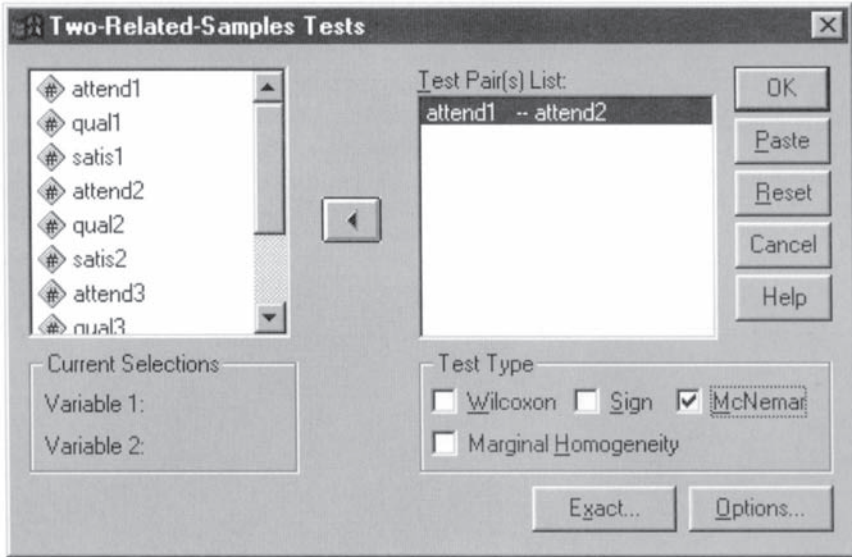 Two-Related-Samples Tests
attend1
qual1
satis1
attend2
qual2
satis2
attend3
qual3
Test Pair(s) List:
attend1 -- attend2
OK
Paste
Reset
Cancel
Help
Current Selections
Variable 1:
Variable 2:
Test Type
Wilcoxon
Sign
McNemar
Marginal Homogeneity
Exact...
Options...